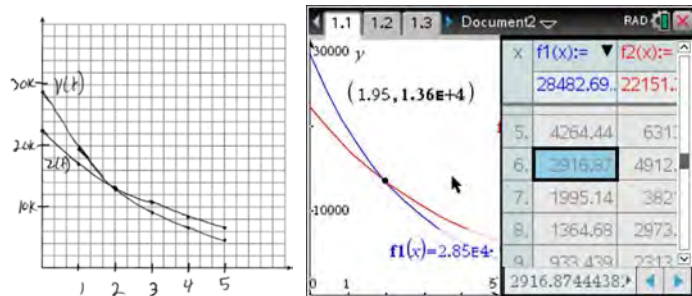 30K
y(t)
20K
z(t)
10K
1 2 3 4 5
1.1 1.2 1.3 Document2 RAD
30000 y
(1.95, 1.36E+4)
10000
f1(x)=2.85E4·
0 1 5
x f1(x):= f2(x):=
28482.69.. 22151.
5. 4264.44 631
6. 2916.87 4912.
7. 1995.14 382
8. 1364.68 2973.
9. 933.439 2313.
2916.87444382